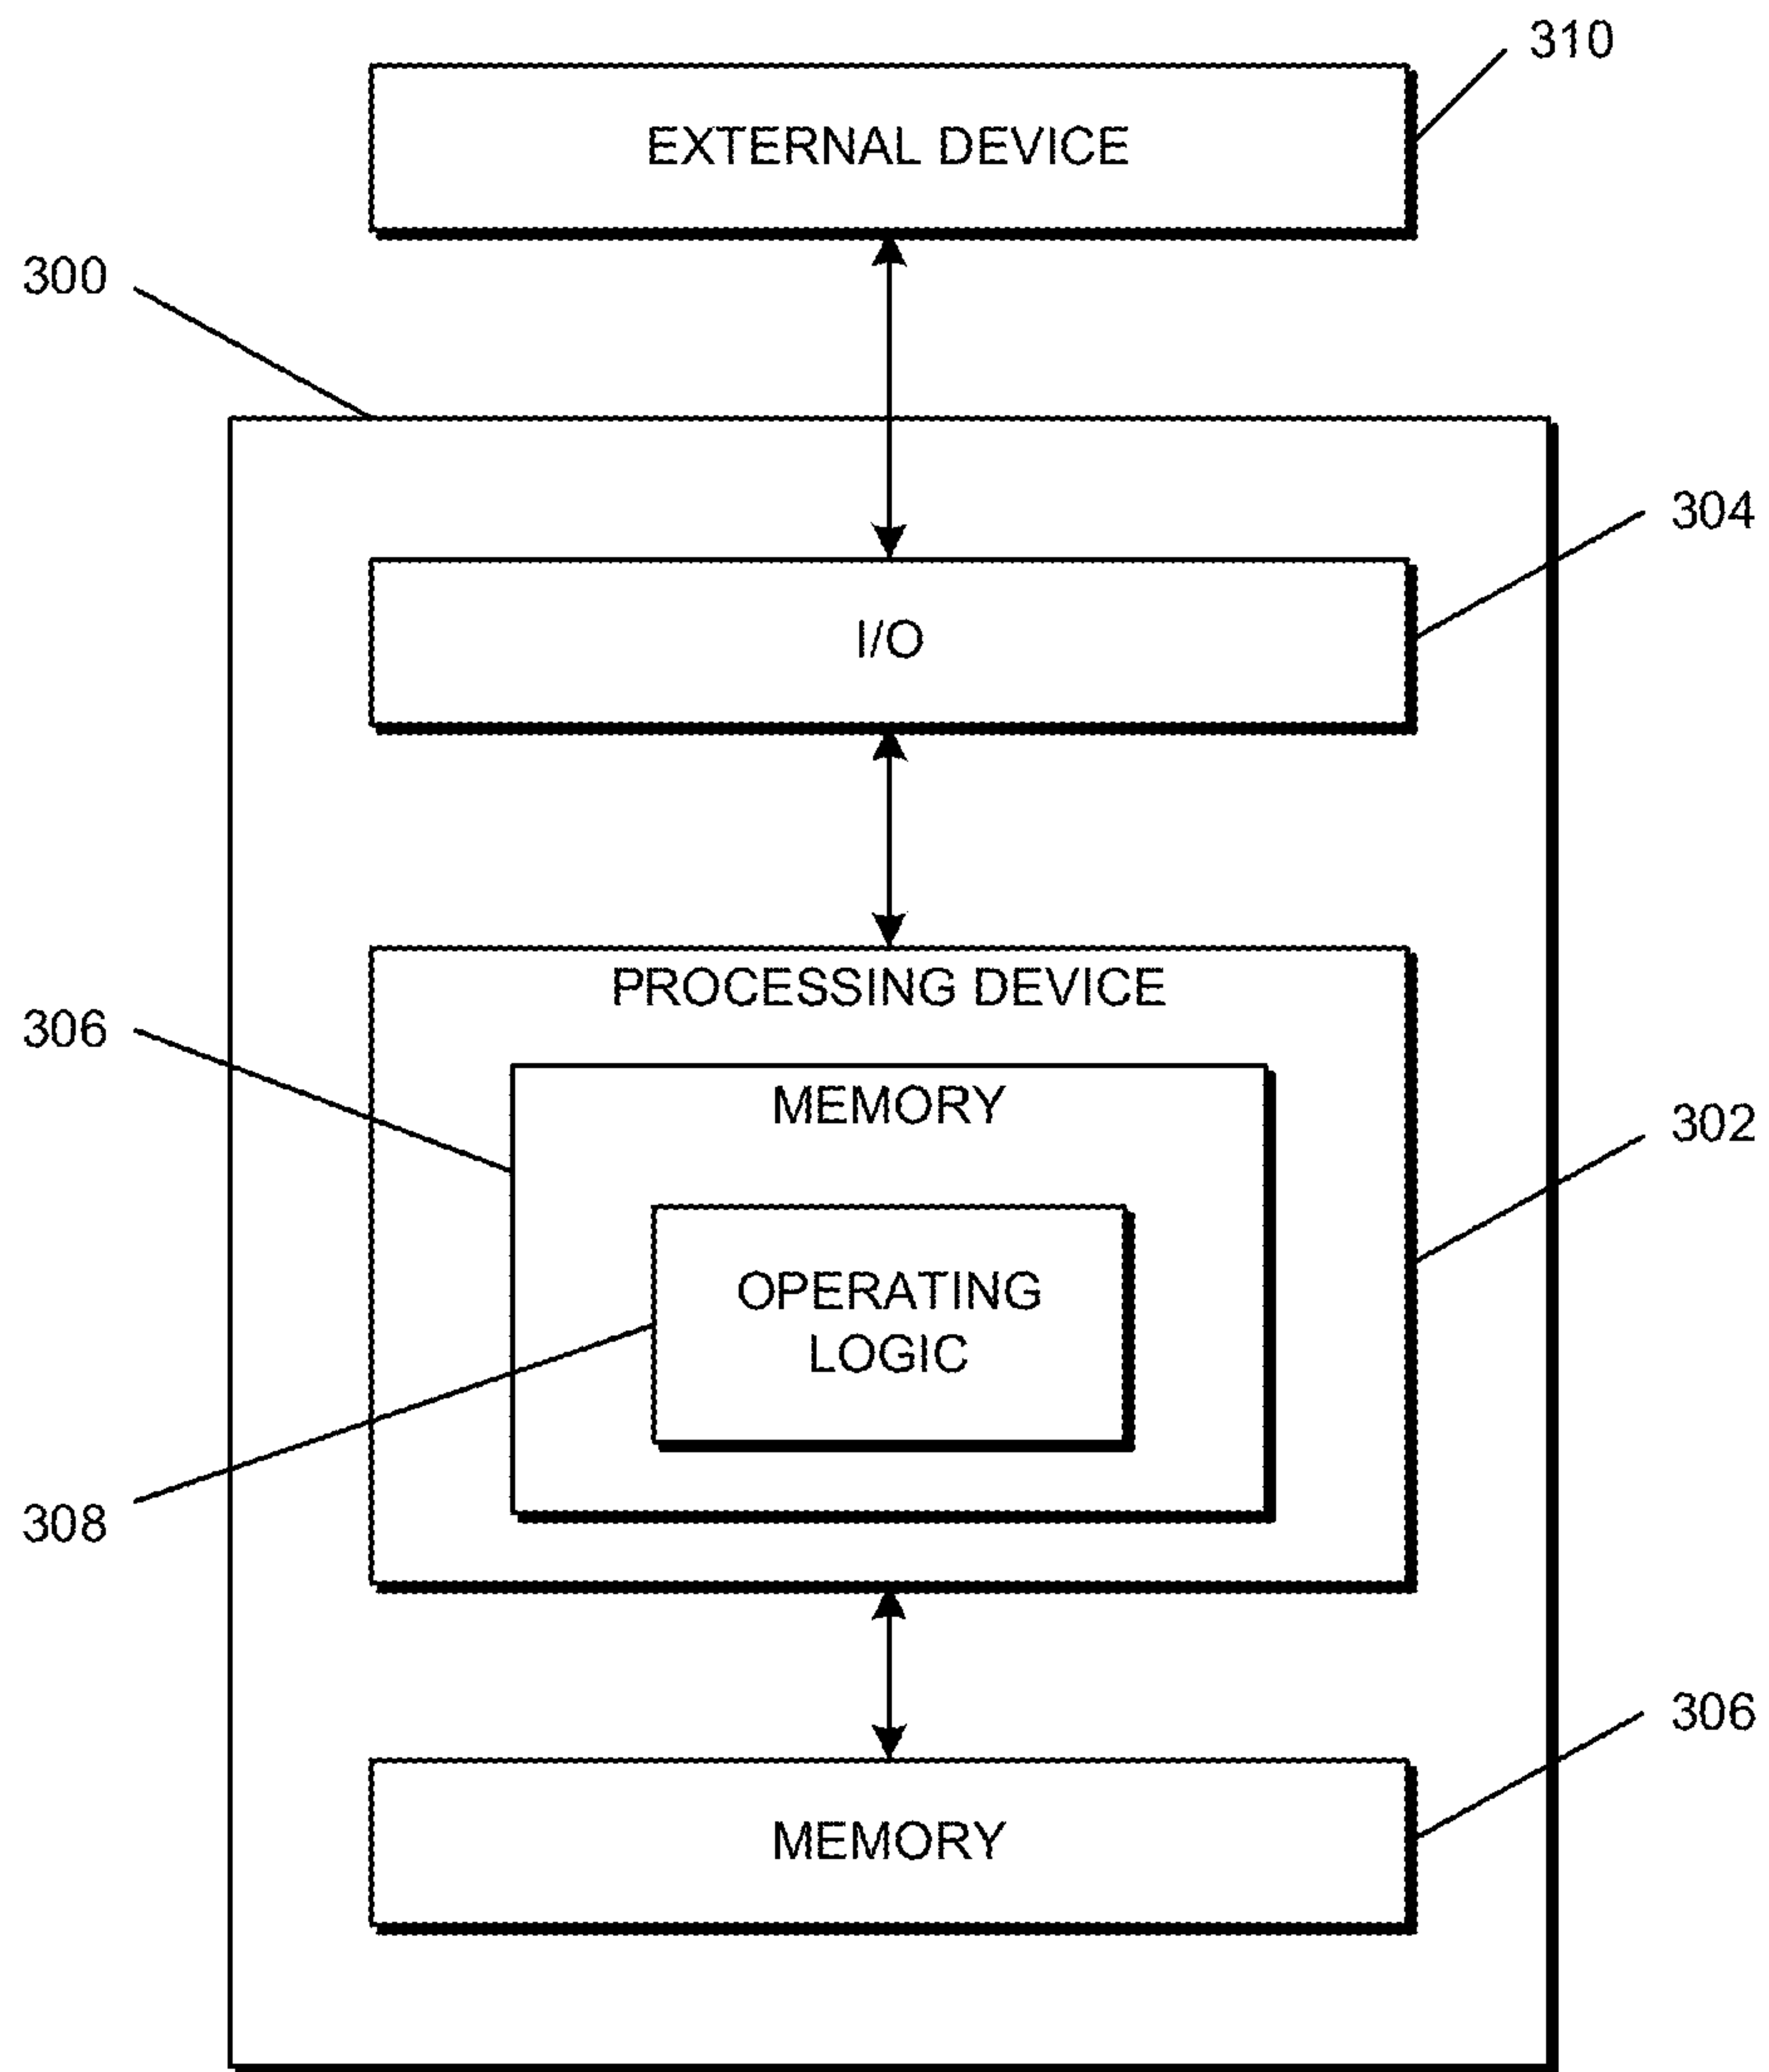 310
EXTERNAL DEVICE
300
304
I/O
PROCESSING DEVICE
306
MEMORY
302
OPERATING
LOGIC
308
306
MEMORY